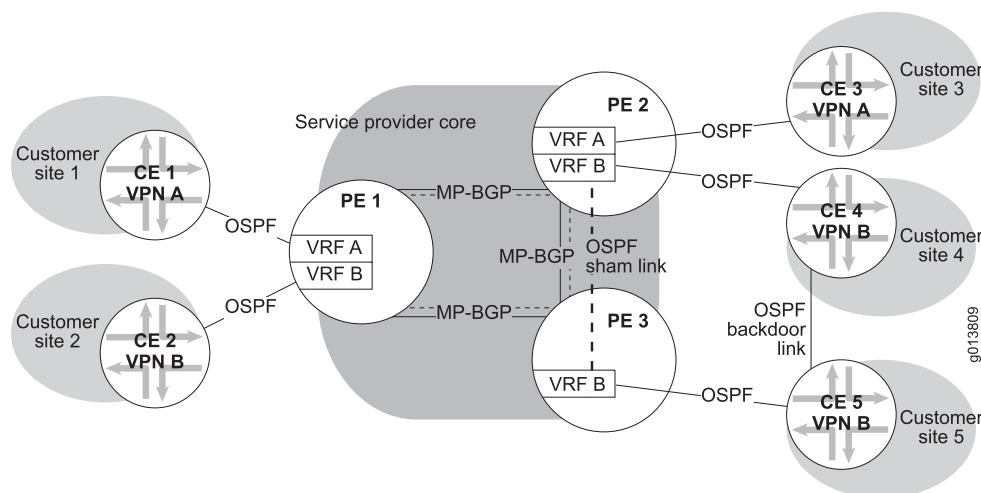 Service provider core
Customer
site 1
CE 1
VPN A
OSPF
Customer
site 2
CE 2
VPN B
OSPF
PE 1
VRF A
VRF B
MP-BGP
MP-BGP
MP-BGP
PE 2
VRF A
VRF B
OSPF
sham link
PE 3
VRF B
OSPF
OSPF
OSPF
CE 3
VPN A
Customer
site 3
CE 4
VPN B
Customer
site 4
OSPF
backdoor
link
CE 5
VPN B
Customer
site 5
g013809